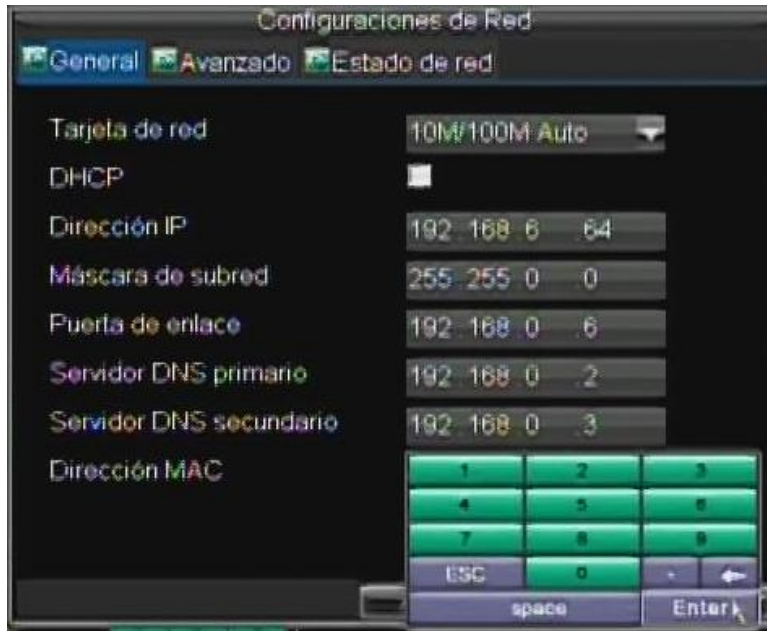 Configuraciones de Red
General Avanzado Estado de red
Tarjeta de red 10M/100M Auto
DHCP
Dirección IP 192 .168 .6 .64
Máscara de subred 255 .255 .0 .0
Puerta de enlace 192 .168 .0 .6
Servidor DNS primario 192 .168 .0 .2
Servidor DNS secundario 192 .168 .0 .3
Dirección MAC
1 2 3
4 5 6
7 8 9
ESC 0 .
space Enter